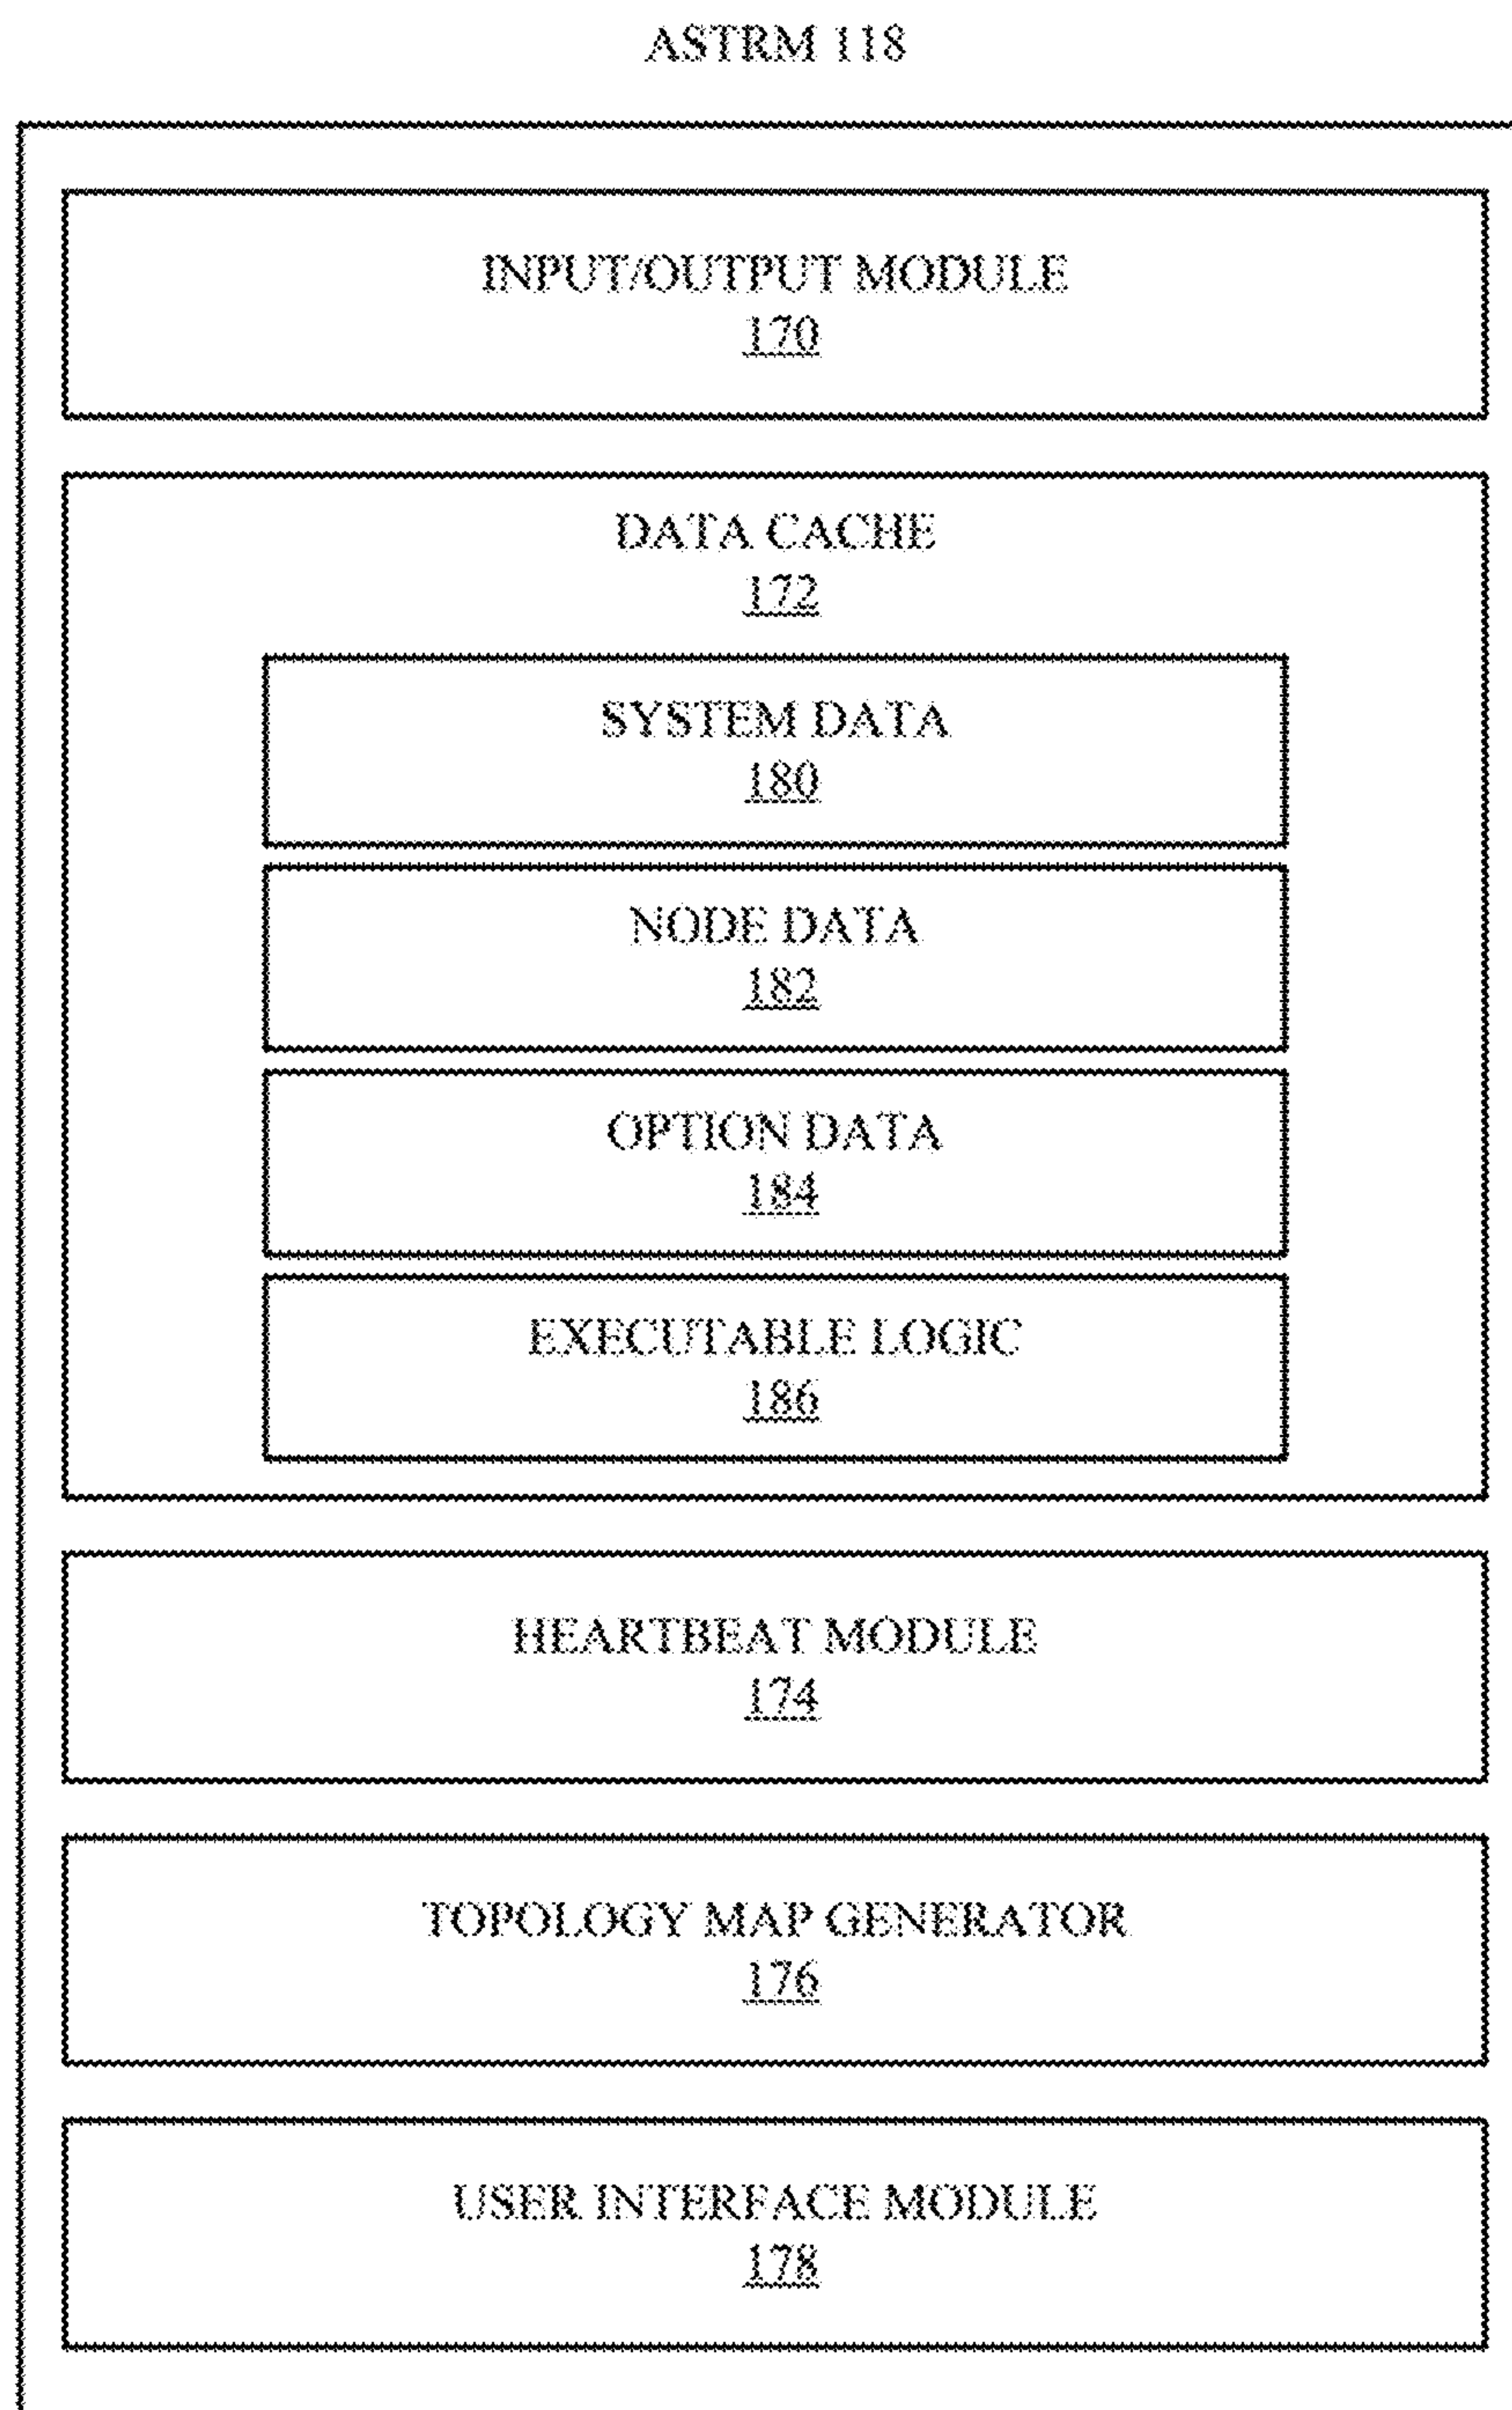 ASTRM 118
INPUT/OUTPUT MODULE
170
DATA CACHE
172
SYSTEM DATA
180
NODE DATA
182
OPTION DATA
184
EXECUTABLE LOGIC
186
HEARTBEAT MODULE
174
TOPOLOGY MAP GENERATOR
176
USER INTERFACE MODULE
178